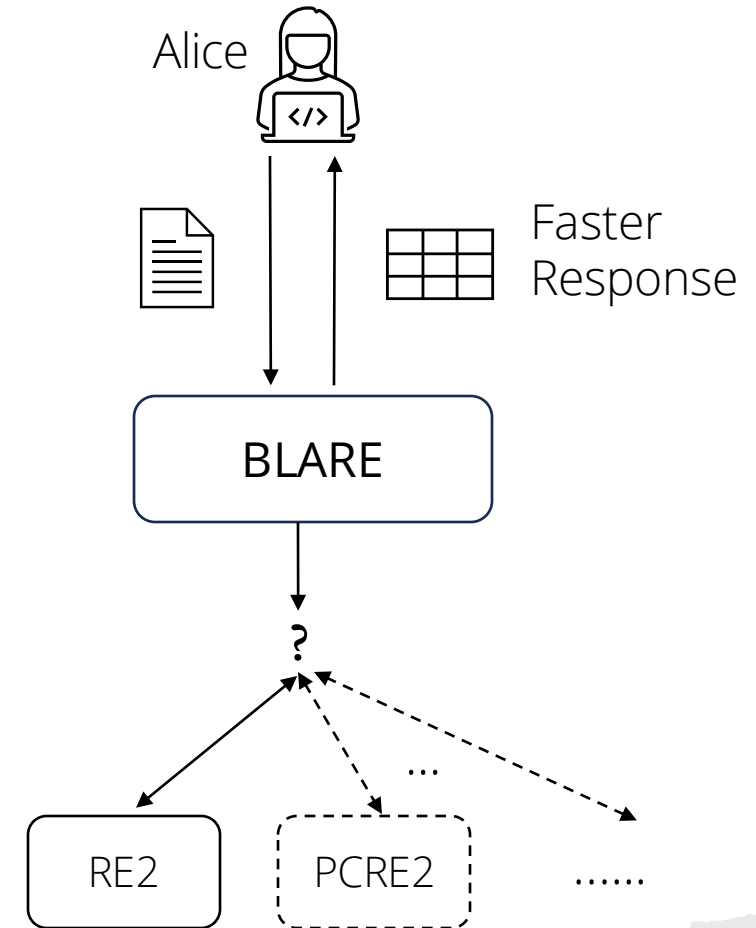 Alice
</>
Faster
Response
BLARE
?
...
RE2
PCRE2
......